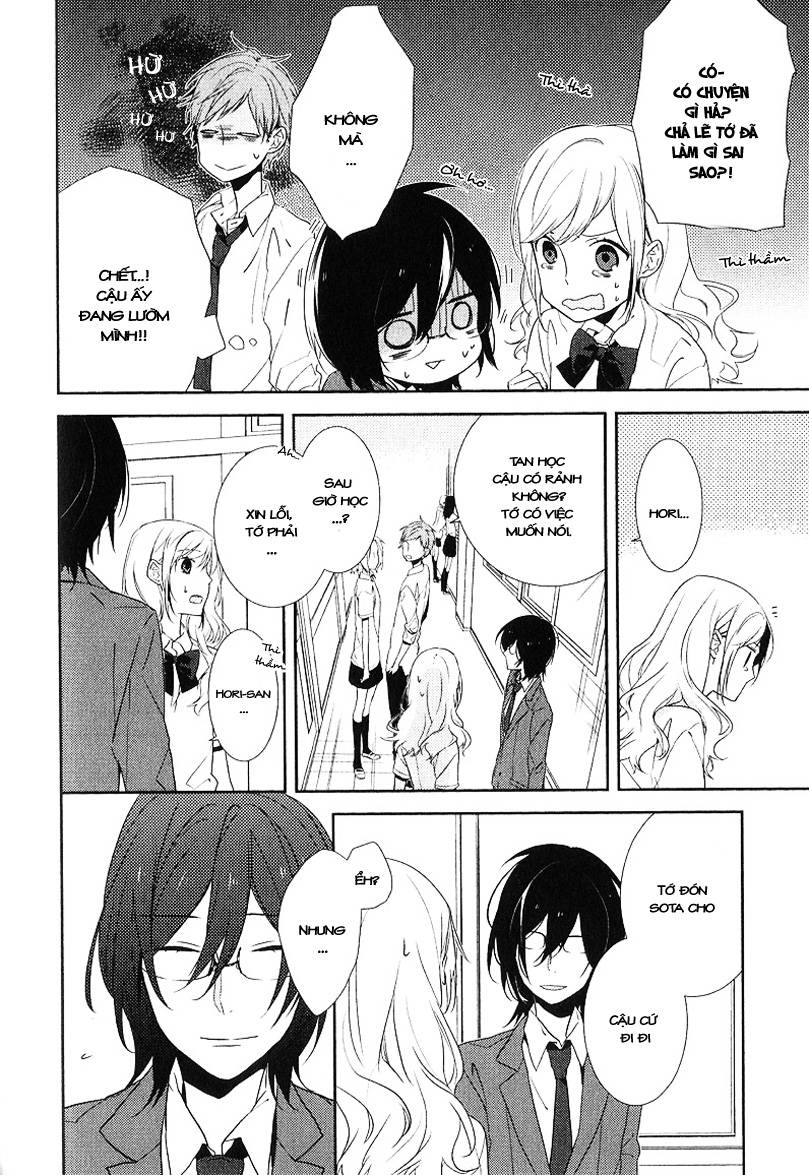 CÓ-
CÓ CHUYỆN
GÌ HẢ?
CHẢ LẼ TỚ ĐÃ
LÀM GÌ SAI
SAO?!
Thì thầ
Thì thầm
KHÔNG
MÀ
...
Ơh hơ...
HỪ
HỪ
HỪ
HỪ
CHẾT...!
CẬU ẤY
ĐANG LƯỜM
MÌNH!!
HORI...
TAN HỌC
CẬU CÓ RẢNH
KHÔNG?
TỚ CÓ VIỆC
MUỐN NÓI.
SAU
GIỜ HỌC
...?
Ah
XIN LỖI,
TỚ PHẢI
...
Thì
thầm
HORI-SAN
TỚ ĐÓN
SOTA CHO
CẬU CỨ
ĐI ĐI
ỂH?
NHƯNG
...